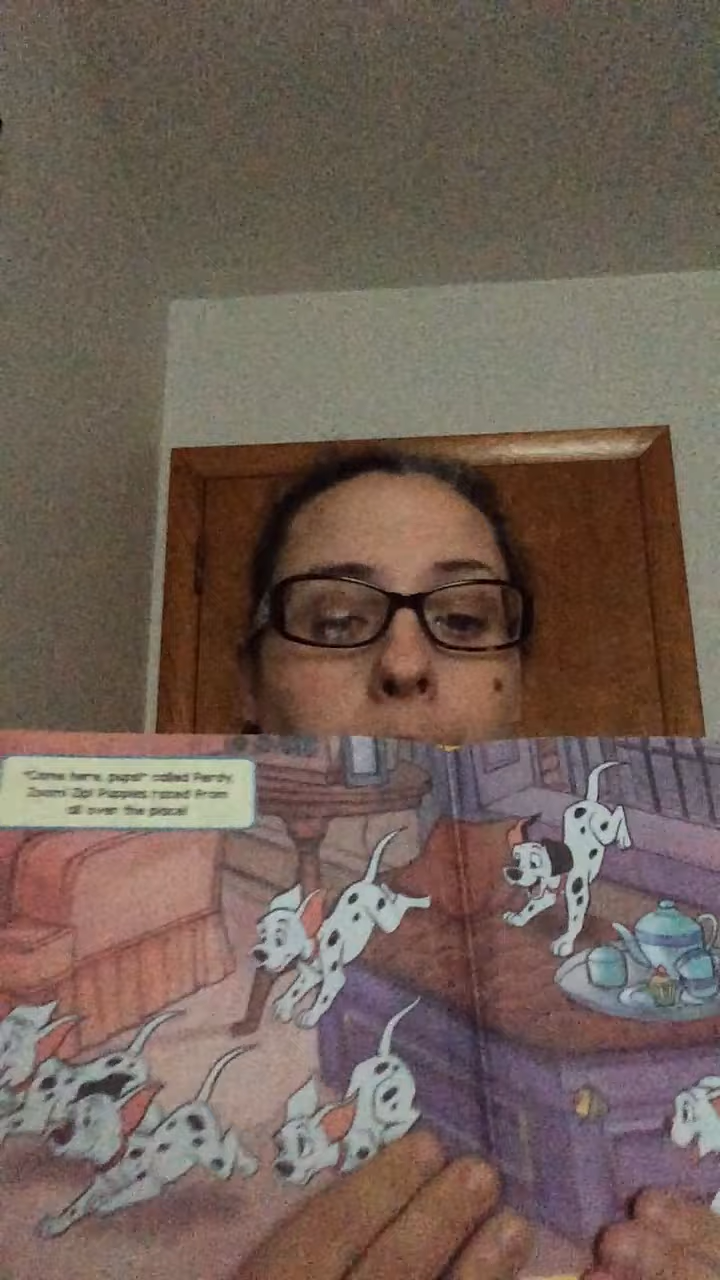 "Come here, pups!" called Perdy.
Zoom! Zip! Puppies raced from
all over the place!